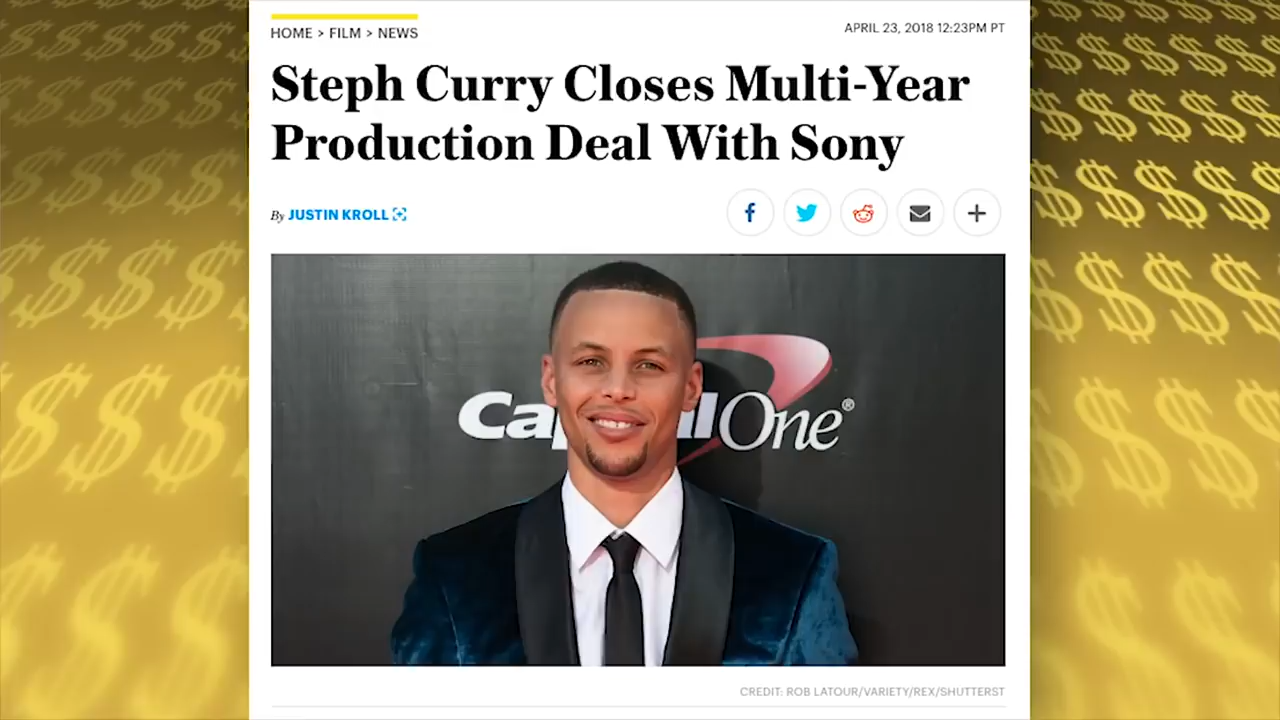 HOME > FILM > NEWS
APRIL 23, 2018 12:23PM PT
Steph Curry Closes Multi-Year
Production Deal With Sony
By JUSTIN KROLL
One®
CREDIT: ROB LATOUR/VARIETY/REX/SHUTTERST